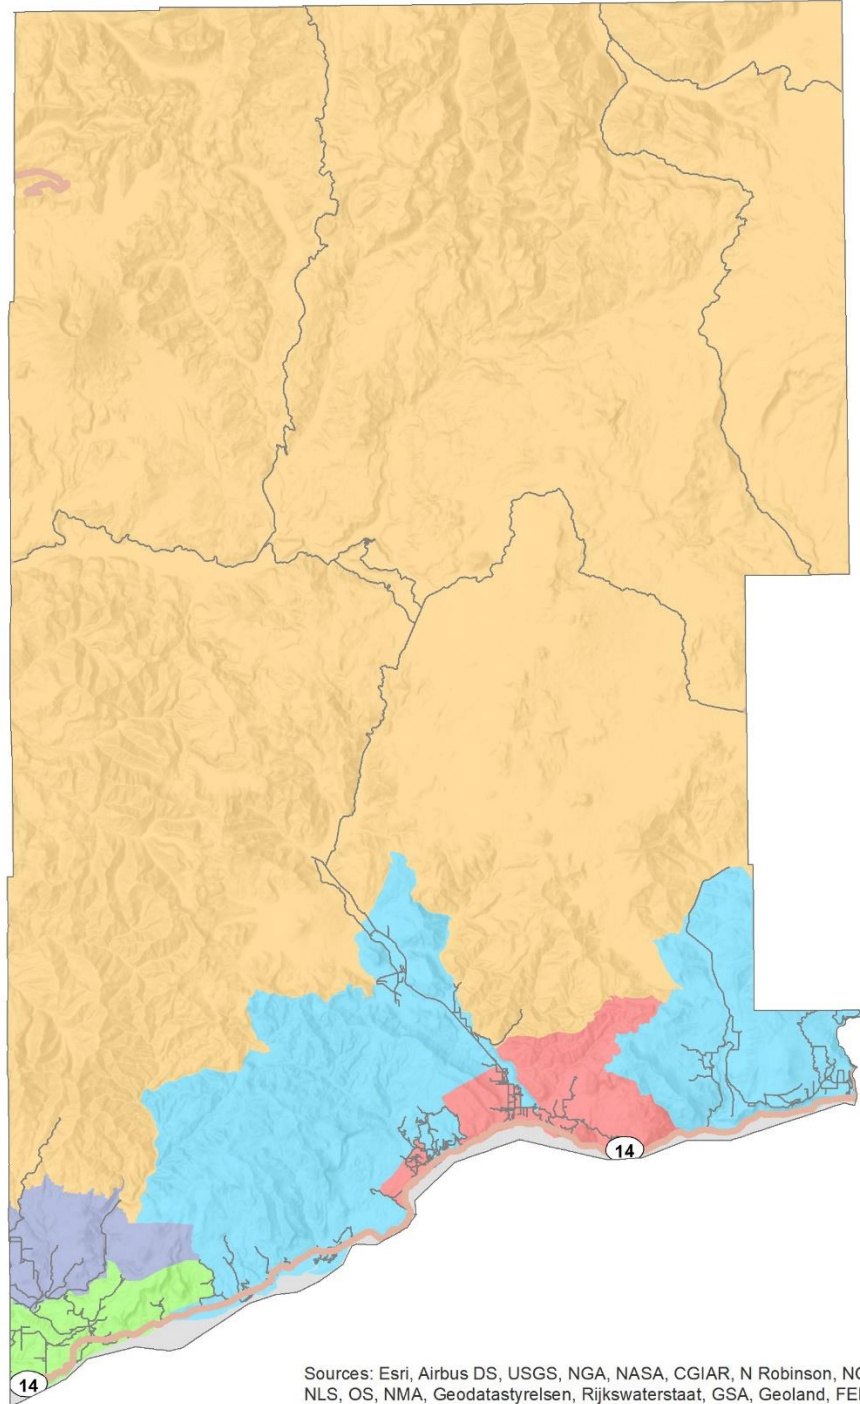 14
14
Sources: Esri, Airbus DS, USGS, NGA, NASA, CGIAR, N Robinson,
NLS, OS, NMA, Geodatastyrelsen, Rijkswaterstaat, GSA, Geoland,